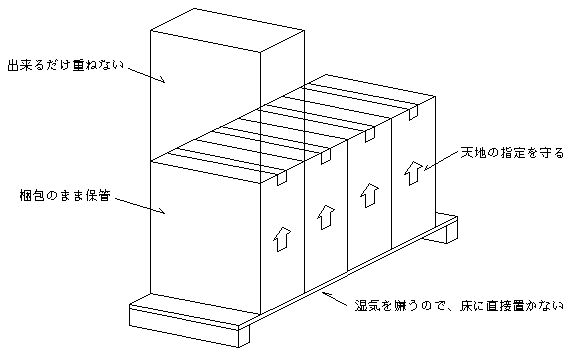 出来るだけ重ねない
天地の指定を守る
梱包のまま保管
湿気を嫌うので、床に直接置かない